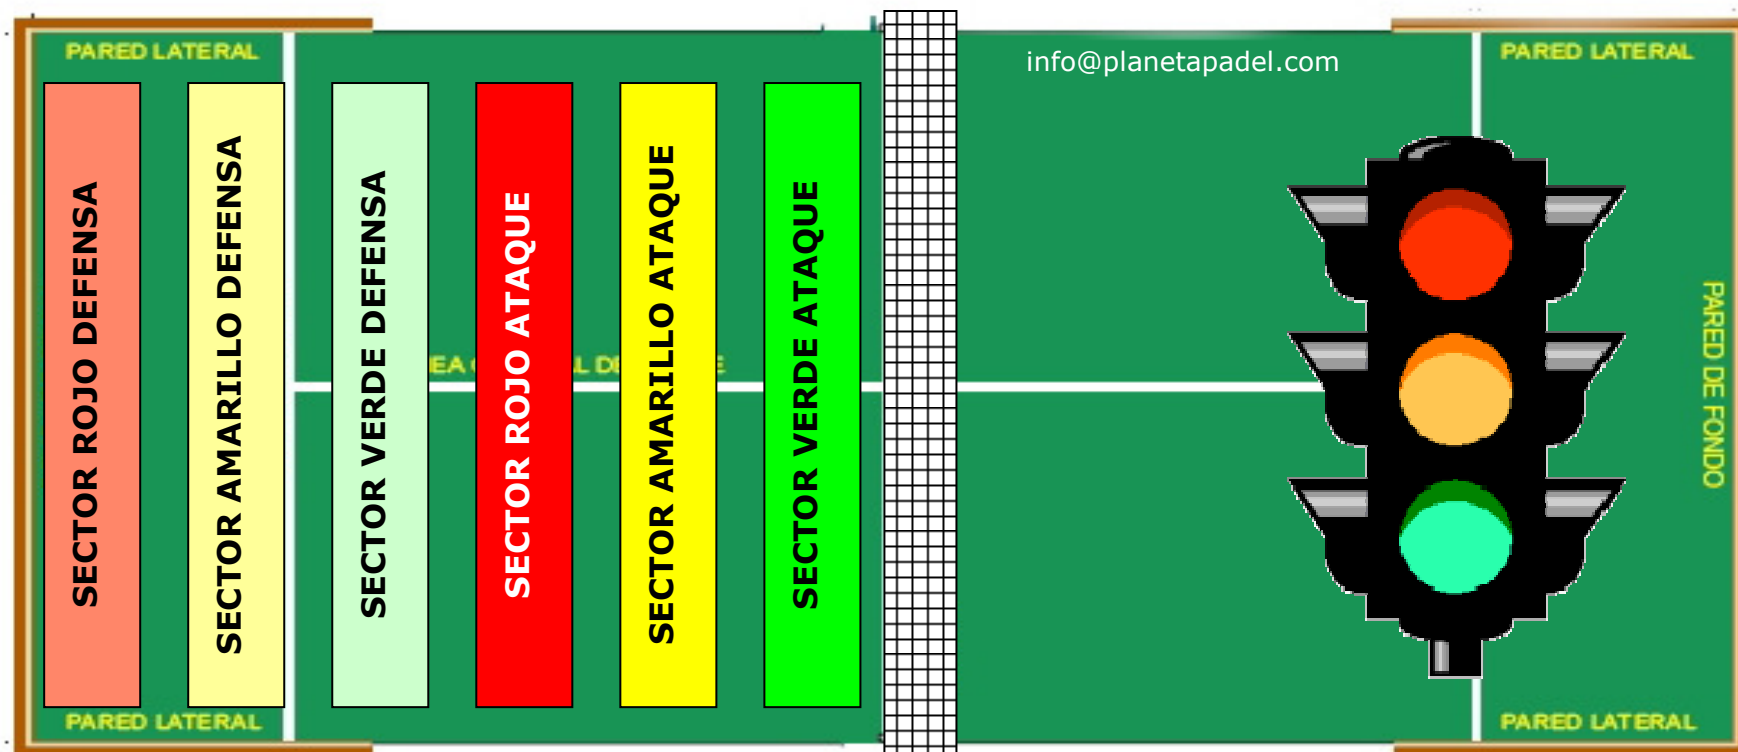 PARED LATERAL
info@planetapadel.com
PARED LATERAL
SECTOR ROJO DEFENSA
SECTOR AMARILLO DEFENSA
SECTOR VERDE DEFENSA
SECTOR ROJO ATAQUE
SECTOR AMARILLO ATAQUE
SECTOR VERDE ATAQUE
PARED DE FONDO
PARED LATERAL
PARED LATERAL